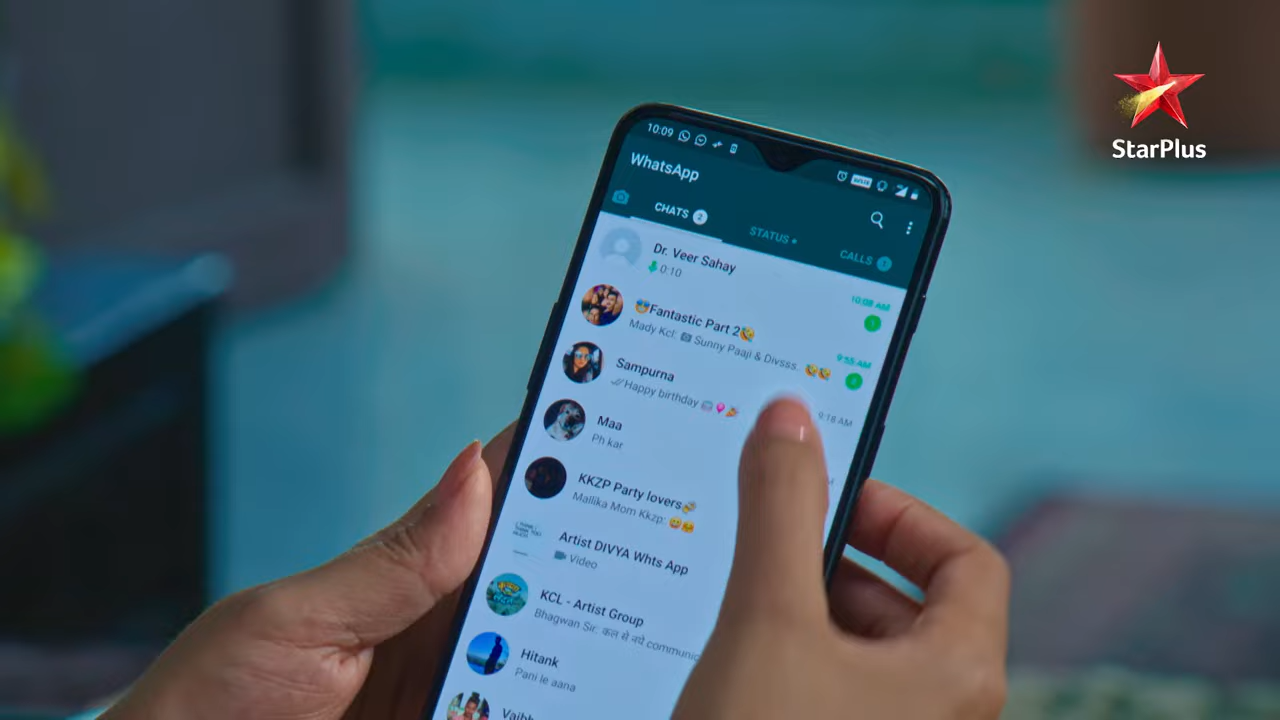 StarPlus
10:09
WhatsApp
CHATS 2
STATUS
CALLS
Dr. Veer Sahay
0:10
10:08 AM
1
😎Fantastic Part 2🤪
Mady Kcl: 📷 Sunny Paaji & Divsss..
9:55 AM
Sampurna
Happy birthday
9:16 AM
Maa
Ph kar
KKZP Party lovers
Mallika Mom Kkzp:
Artist DIVYA Whts App
Video
KCL - Artist Group
Bhagwan Sir: कल से नये communic
Hitank
Pani le aana
Vaibh